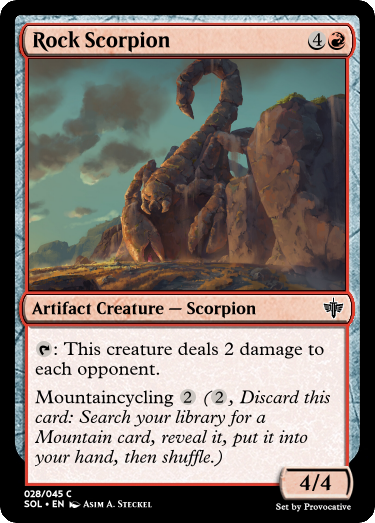 Rock Scorpion 4
Artifact Creature — Scorpion
: This creature deals 2 damage to
each opponent.
Mountaincycling 2 (2, Discard this
card: Search your library for a
Mountain card, reveal it, put it into
your hand, then shuffle.)
4/4
028/045 C
SOL • EN Asim A. Steckel
Set by Provocative